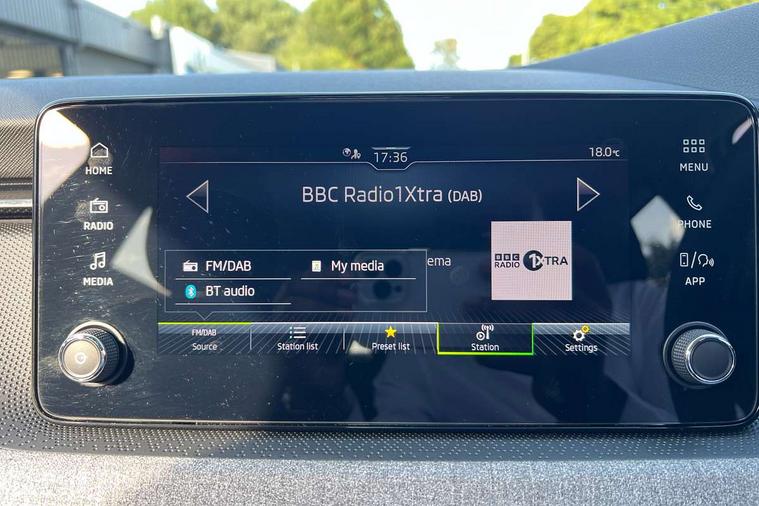 17:36
18.0°C
HOME
MENU
BBC Radio1Xtra (DAB)
RADIO
PHONE
BBC
RADIO 1XTRA
FM/DAB
My media
ema
MEDIA
APP
BT audio
FM/DAB
Source
Station list
Preset list
Station
Settings